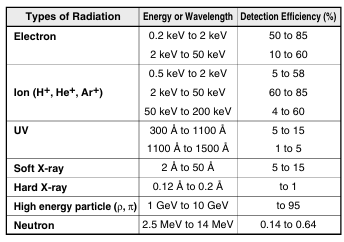 Types of Radiation Energy or Wavelength Detection Efficiency (%)
Electron 0.2 keV to 2 keV 50 to 85
2 keV to 50 keV 10 to 60
0.5 keV to 2 keV 5 to 58
Ion (H+, He+, Ar+) 2 keV to 50 keV 60 to 85
50 keV to 200 keV 4 to 60
UV 300 Å to 1100 Å 5 to 15
1100 Å to 1500 Å 1 to 5
Soft X-ray 2 Å to 50 Å 5 to 15
Hard X-ray 0.12 Å to 0.2 Å to 1
High energy particle (ρ, π) 1 GeV to 10 GeV to 95
Neutron 2.5 MeV to 14 MeV 0.14 to 0.64